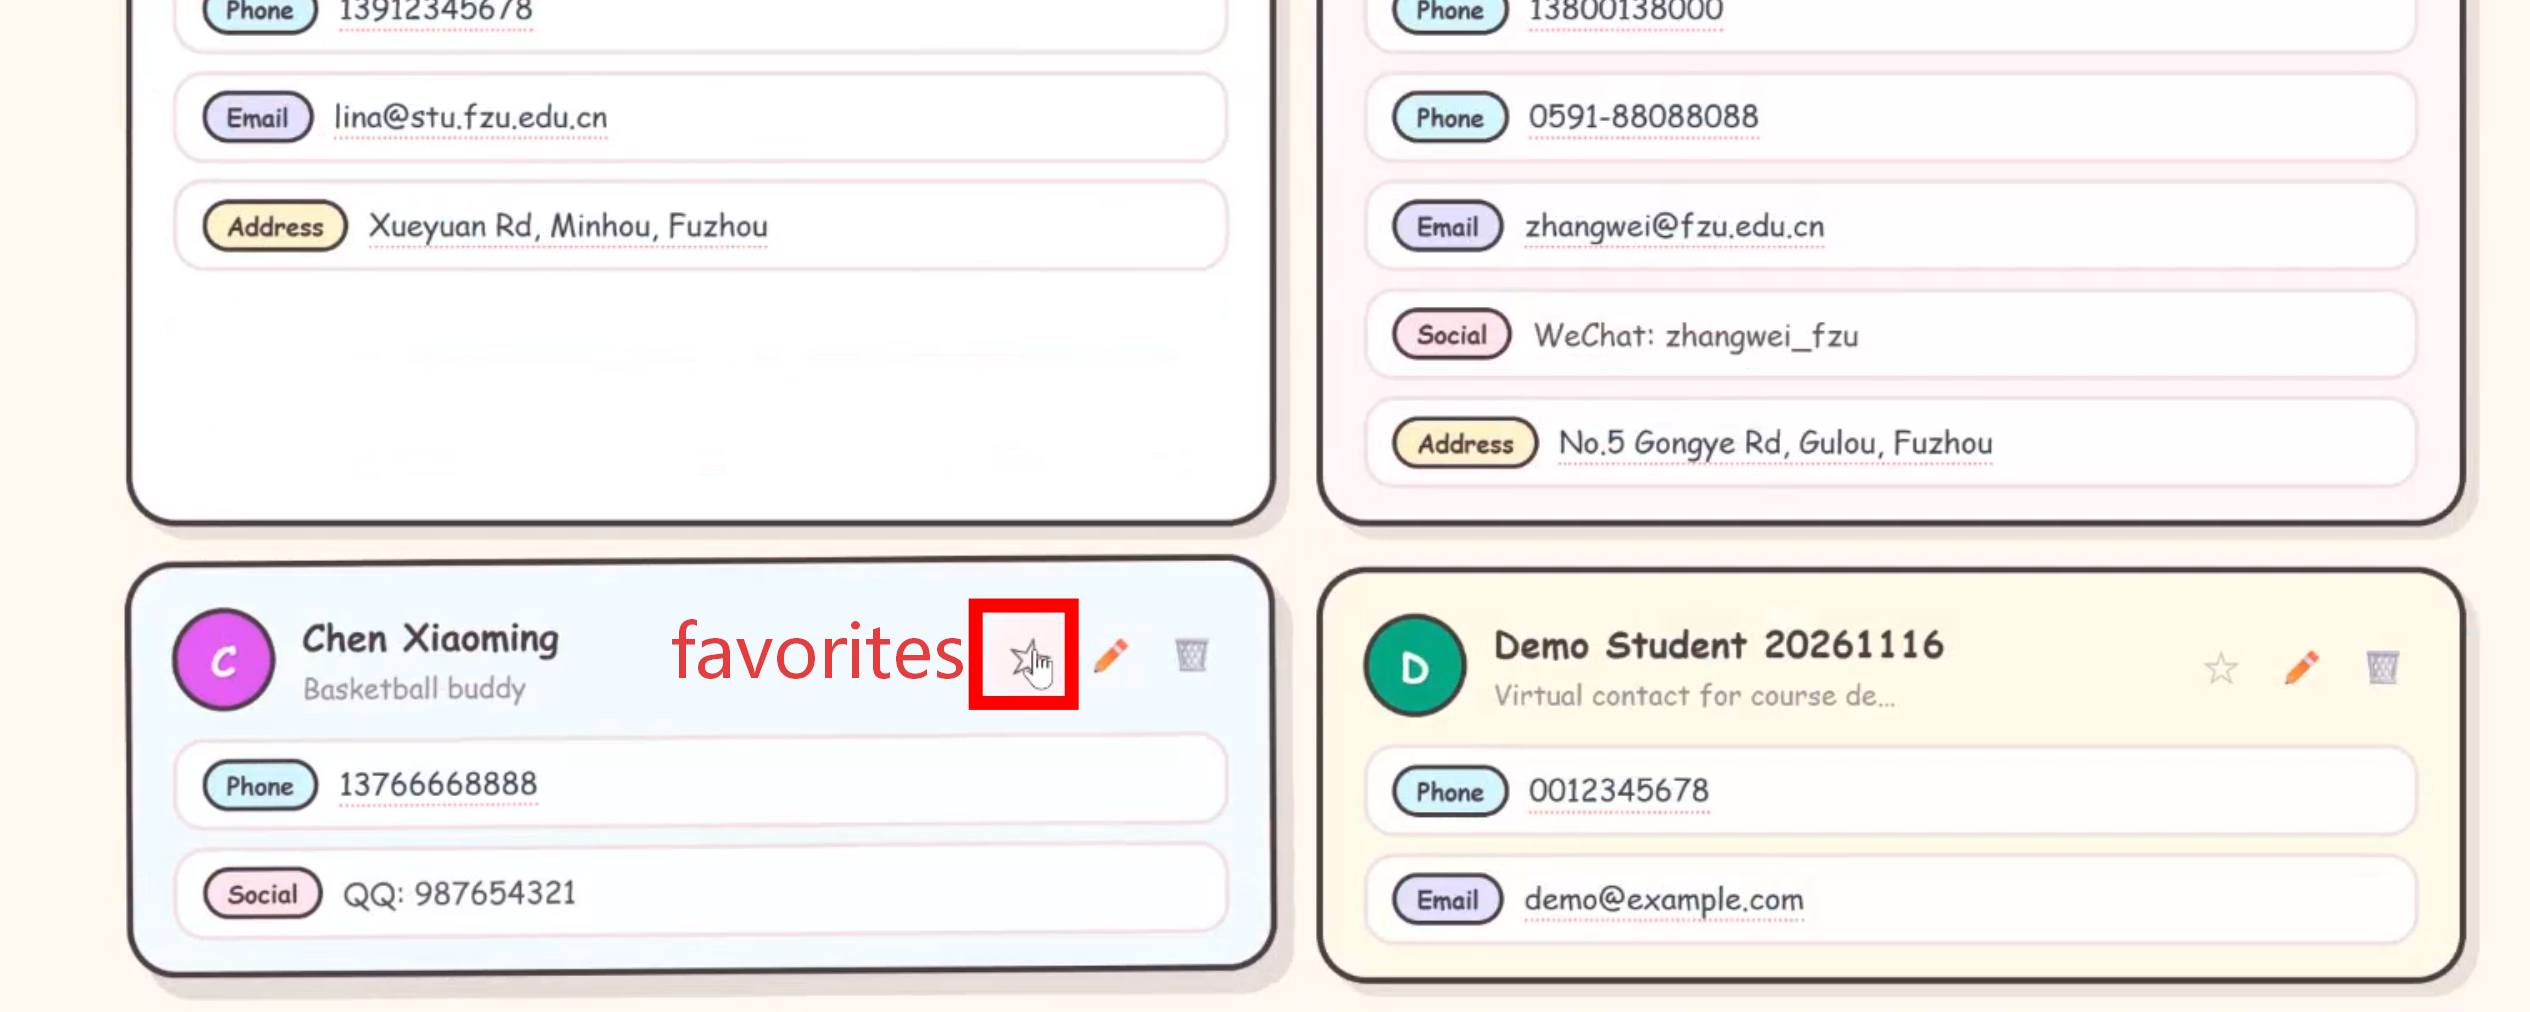 Phone 13912345678
Email lina@stu.fzu.edu.cn
Address Xueyuan Rd, Minhou, Fuzhou
Phone 13800138000
Phone 0591-88088088
Email zhangwei@fzu.edu.cn
Social WeChat: zhangwei_fzu
Address No.5 Gongye Rd, Gulou, Fuzhou
C
Chen Xiaoming
Basketball buddy
favorites
Phone 13766668888
Social QQ: 987654321
D
Demo Student 20261116
Virtual contact for course de...
Phone 0012345678
Email demo@example.com